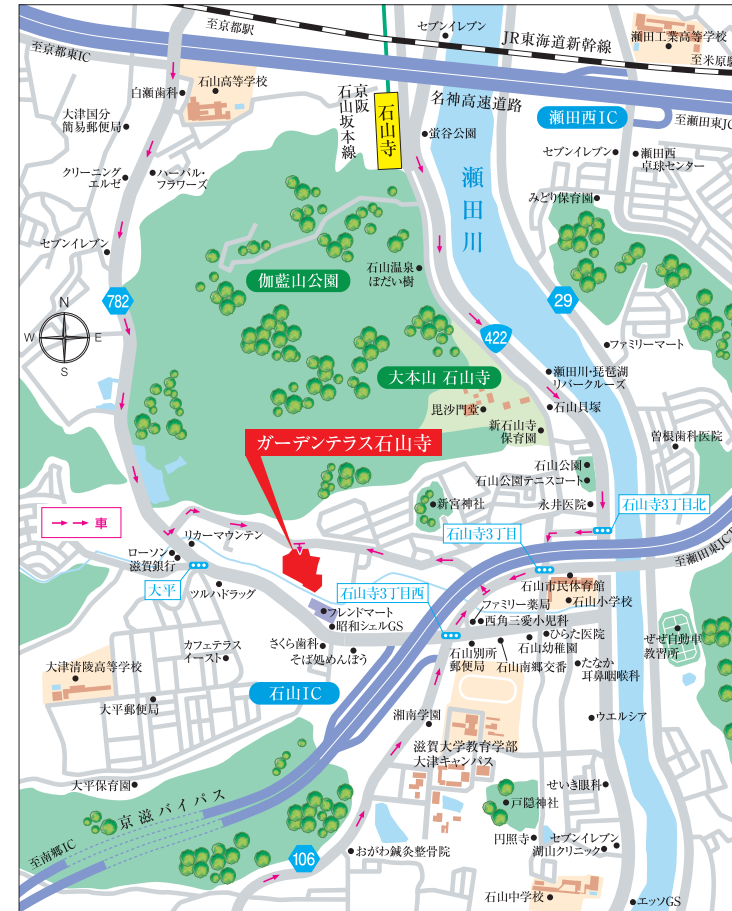 至京都駅
セブンイレブン
JR東海道新幹線
瀬田工業高等学校
至米原駅
至京都東IC
白瀬歯科
石山高等学校
京阪
石山坂本線
石山寺
名神高速道路
瀬田西IC
至瀬田東JCT
大津国分
簡易郵便局
蛍谷公園
セブンイレブン
瀬田西
卓球センター
クリーニング
エルゼ
ハーバル・
フラワーズ
瀬田川
みどり保育園
セブンイレブン
伽藍山公園
石山温泉
ぼだい樹
782
29
N
W
E
S
422
ファミリーマート
大本山 石山寺
瀬田川・琵琶湖
リバークルーズ
毘沙門堂
石山貝塚
新石山寺
保育園
曽根歯科医院
ガーデンテラス石山寺
石山公園
石山公園テニスコート
新宮神社
永井医院
石山寺3丁目北
車
リカーマウンテン
石山寺3丁目
ローソン
滋賀銀行
至瀬田東JCT
大平
ツルハドラッグ
石山寺3丁目西
石山市民体育館
石山小学校
フレンドマート
昭和シェルGS
ファミリー薬局
西角三愛小児科
ひらた医院
石山幼稚園
ぜぜ自動車
教習所
さくら歯科
そば処めんぼう
石山別所
郵便局
石山南郷交番
たなか
耳鼻咽喉科
カフェテラス
イースト
大津清陵高等学校
石山IC
大平郵便局
湘南学園
ウエルシア
滋賀大学教育学部
大津キャンパス
大平保育園
京滋バイパス
せいき眼科
戸隠神社
至南郷IC
106
おがわ鍼灸整骨院
円照寺
セブンイレブン
湖山クリニック
石山中学校
エッソGS